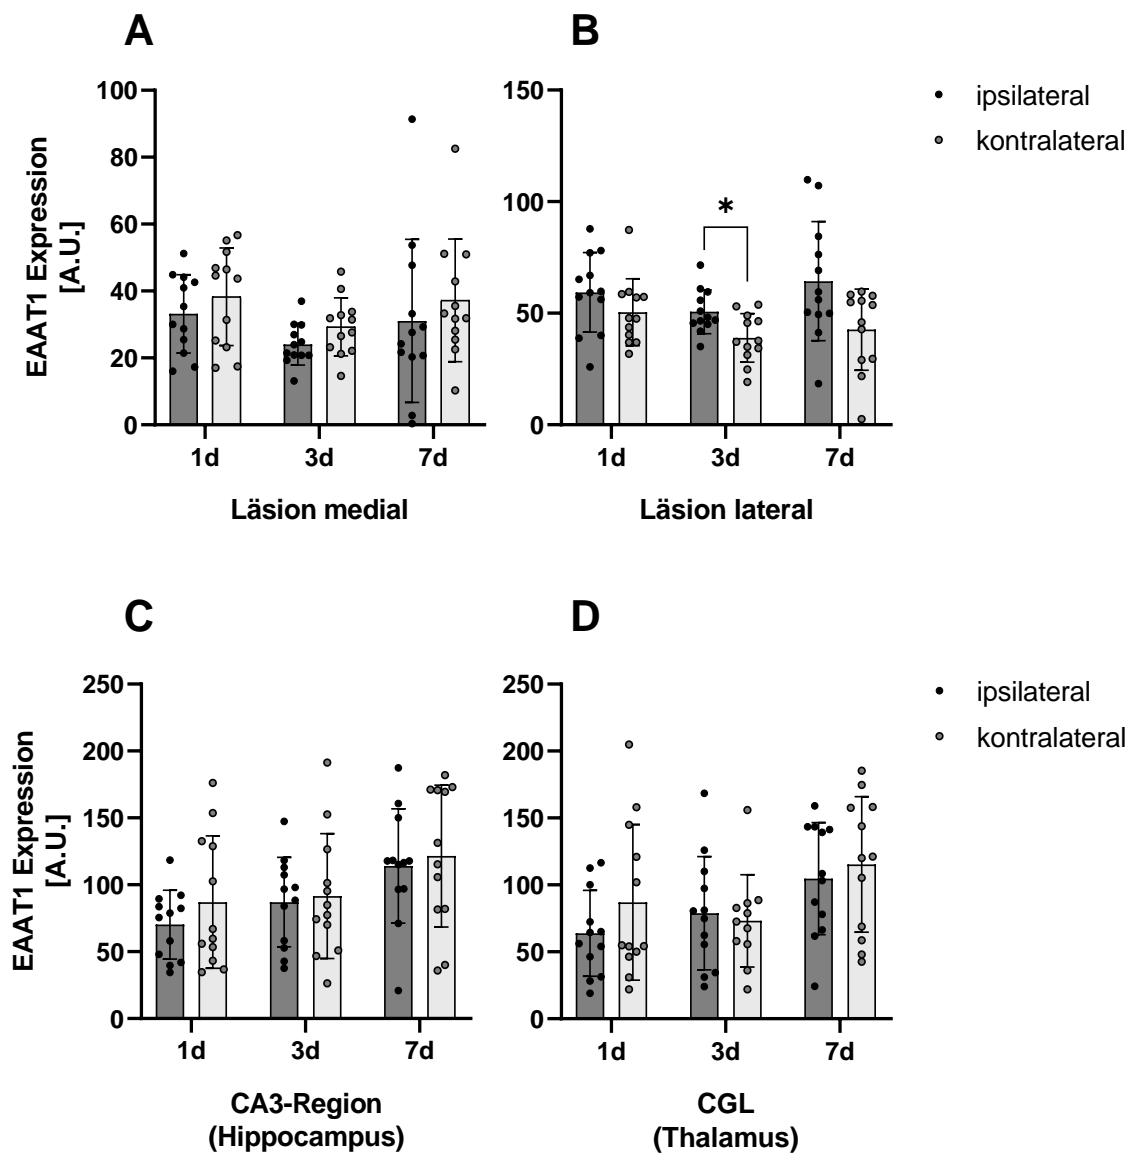 A
B
EAAT1 Expression
[A.U.]
100
80
60
40
20
0
1d
3d
7d
Läsion medial
150
100
50
0
*
1d
3d
7d
Läsion lateral
ipsilateral
kontralateral
C
D
EAAT1 Expression
[A.U.]
250
200
150
100
50
0
1d
3d
7d
CA3-Region
(Hippocampus)
250
200
150
100
50
0
1d
3d
7d
CGL
(Thalamus)
ipsilateral
kontralateral